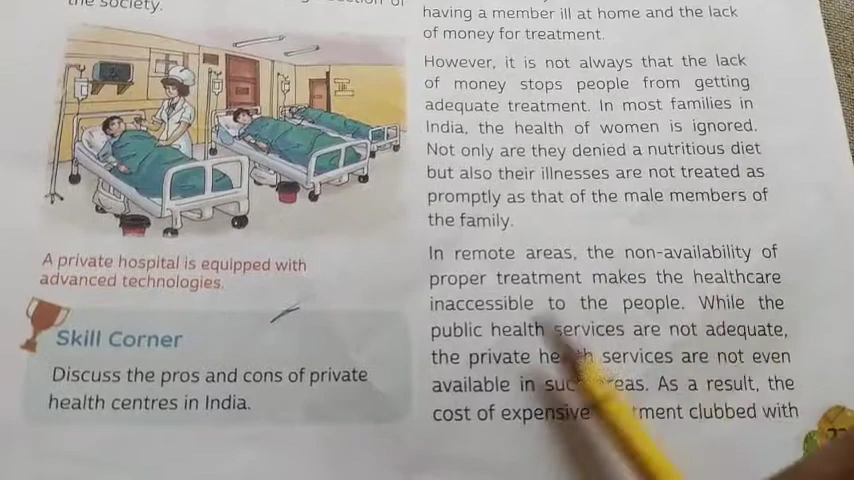 the society.
A private hospital is equipped with
advanced technologies.
Skill Corner
Discuss the pros and cons of private
health centres in India.
having a member ill at home and the lack
of money for treatment.
However, it is not always that the lack
of money stops people from getting
adequate treatment. In most families in
India, the health of women is ignored.
Not only are they denied a nutritious diet
but also their illnesses are not treated as
promptly as that of the male members of
the family.
In remote areas, the non-availability of
proper treatment makes the healthcare
inaccessible to the people. While the
public health services are not adequate,
the private health services are not even
available in such areas. As a result, the
cost of expensive treatment clubbed with